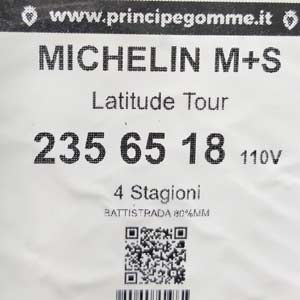 www.principegomme.it
MICHELIN M+S
Latitude Tour
235 65 18 110V
4 Stagioni
BATTISTRADA 80%MM